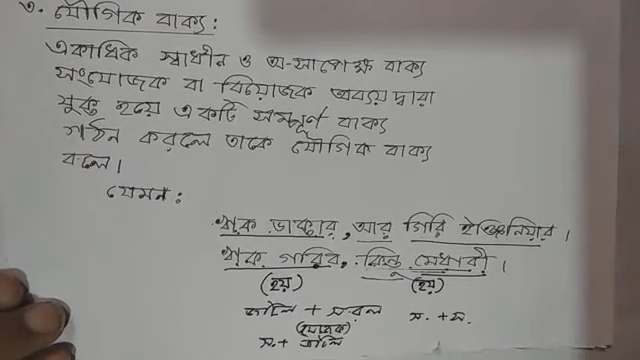 ৩. যৌগিক বাক্য:
একাধিক স্বাধীন ও অ-সাপেক্ষ বাক্য
সংযোজক বা বিয়োজক অব্যয় দ্বারা
যুক্ত হয়ে একটি সম্পূর্ণ বাক্য
গঠন করলে তাকে যৌগিক বাক্য
বলে।
যেমন:
শুক ডাক্তার, আর গিরি ইঞ্জিনিয়ার।
শুক গরিব, কিন্তু মেধাবী।
(হয়) (হয়)
জটিল + সরল স. + স.
(যোজক)
স. + জটিল